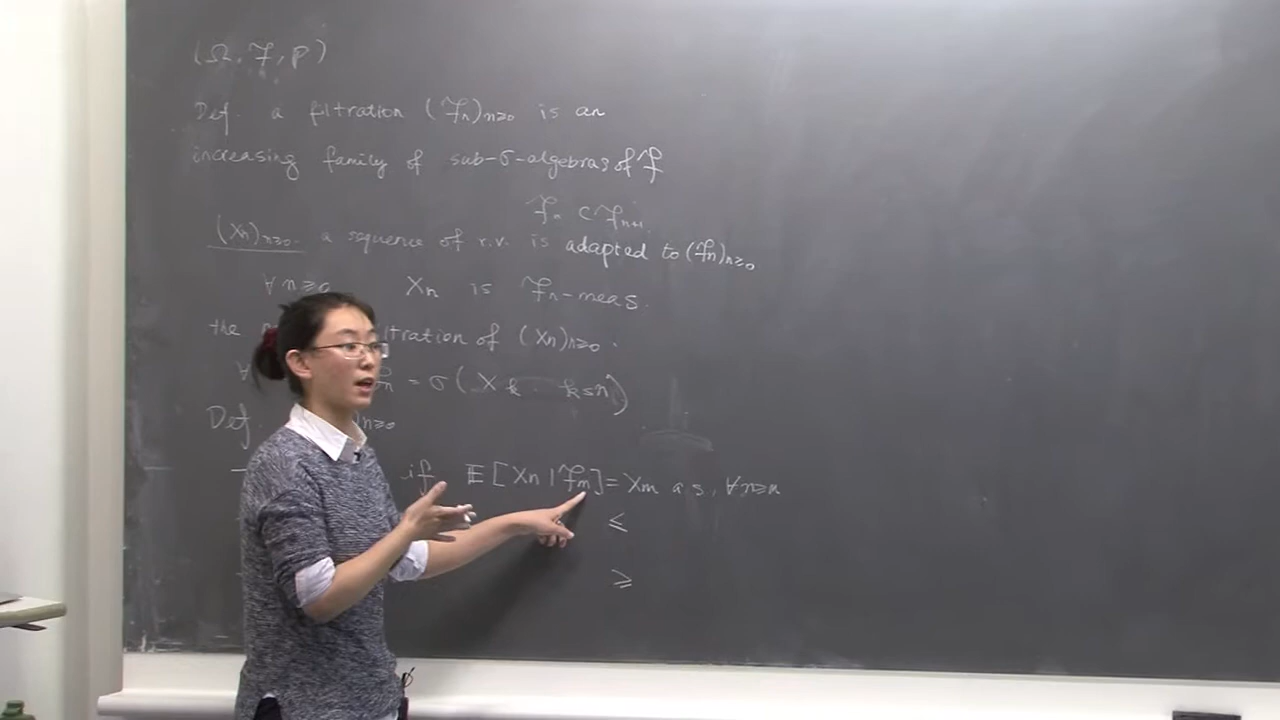 (Ω, ℱ, ℙ)
Def. a filtration (ℱn)n≥0 is an
increasing family of sub-σ-algebras of ℱ
ℱn ⊂ ℱn+1.
(Xn)n≥0. a sequence of r.v. is adapted to (ℱn)n≥0
∀n≥0 Xn is ℱn-meas.
the filtration of (Xn)n≥0.
∀ = σ(Xk, k≤n)
Def. n≥0
if 𝔼[Xn|ℱm] = Xm a.s. ∀n≥m
≤
≥